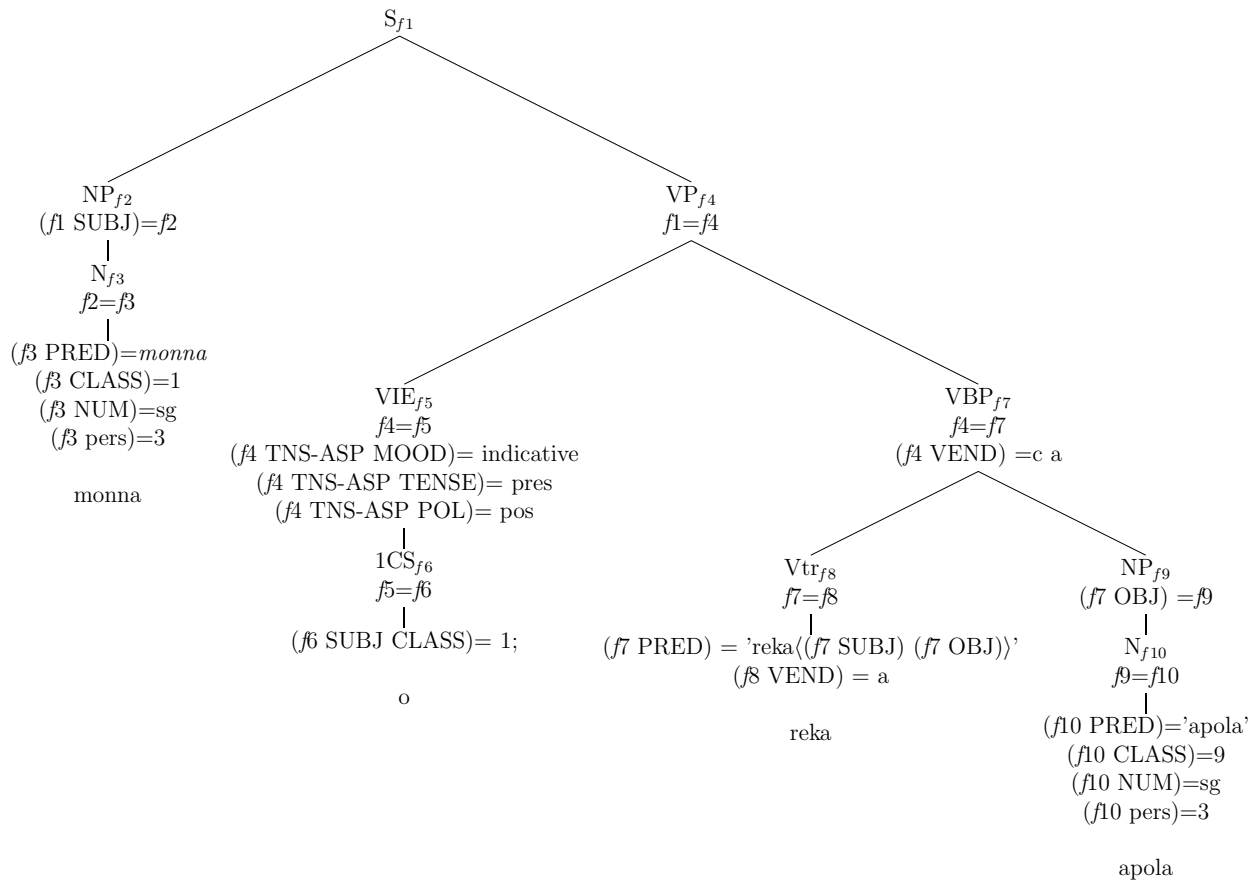 S_f1
NP_f2
(f1 SUBJ)=f2
N_f3
f2=f3
(f3 PRED)=monna
(f3 CLASS)=1
(f3 NUM)=sg
(f3 pers)=3
monna
VP_f4
f1=f4
VIE_f5
f4=f5
(f4 TNS-ASP MOOD)= indicative
(f4 TNS-ASP TENSE)= pres
(f4 TNS-ASP POL)= pos
1CS_f6
f5=f6
(f6 SUBJ CLASS)= 1;
o
VBP_f7
f4=f7
(f4 VEND) =c a
Vtr_f8
f7=f8
(f7 PRED) = ’reka⟨(f7 SUBJ) (f7 OBJ)⟩’
(f8 VEND) = a
reka
NP_f9
(f7 OBJ) =f9
N_f10
f9=f10
(f10 PRED)=’apola’
(f10 CLASS)=9
(f10 NUM)=sg
(f10 pers)=3
apola